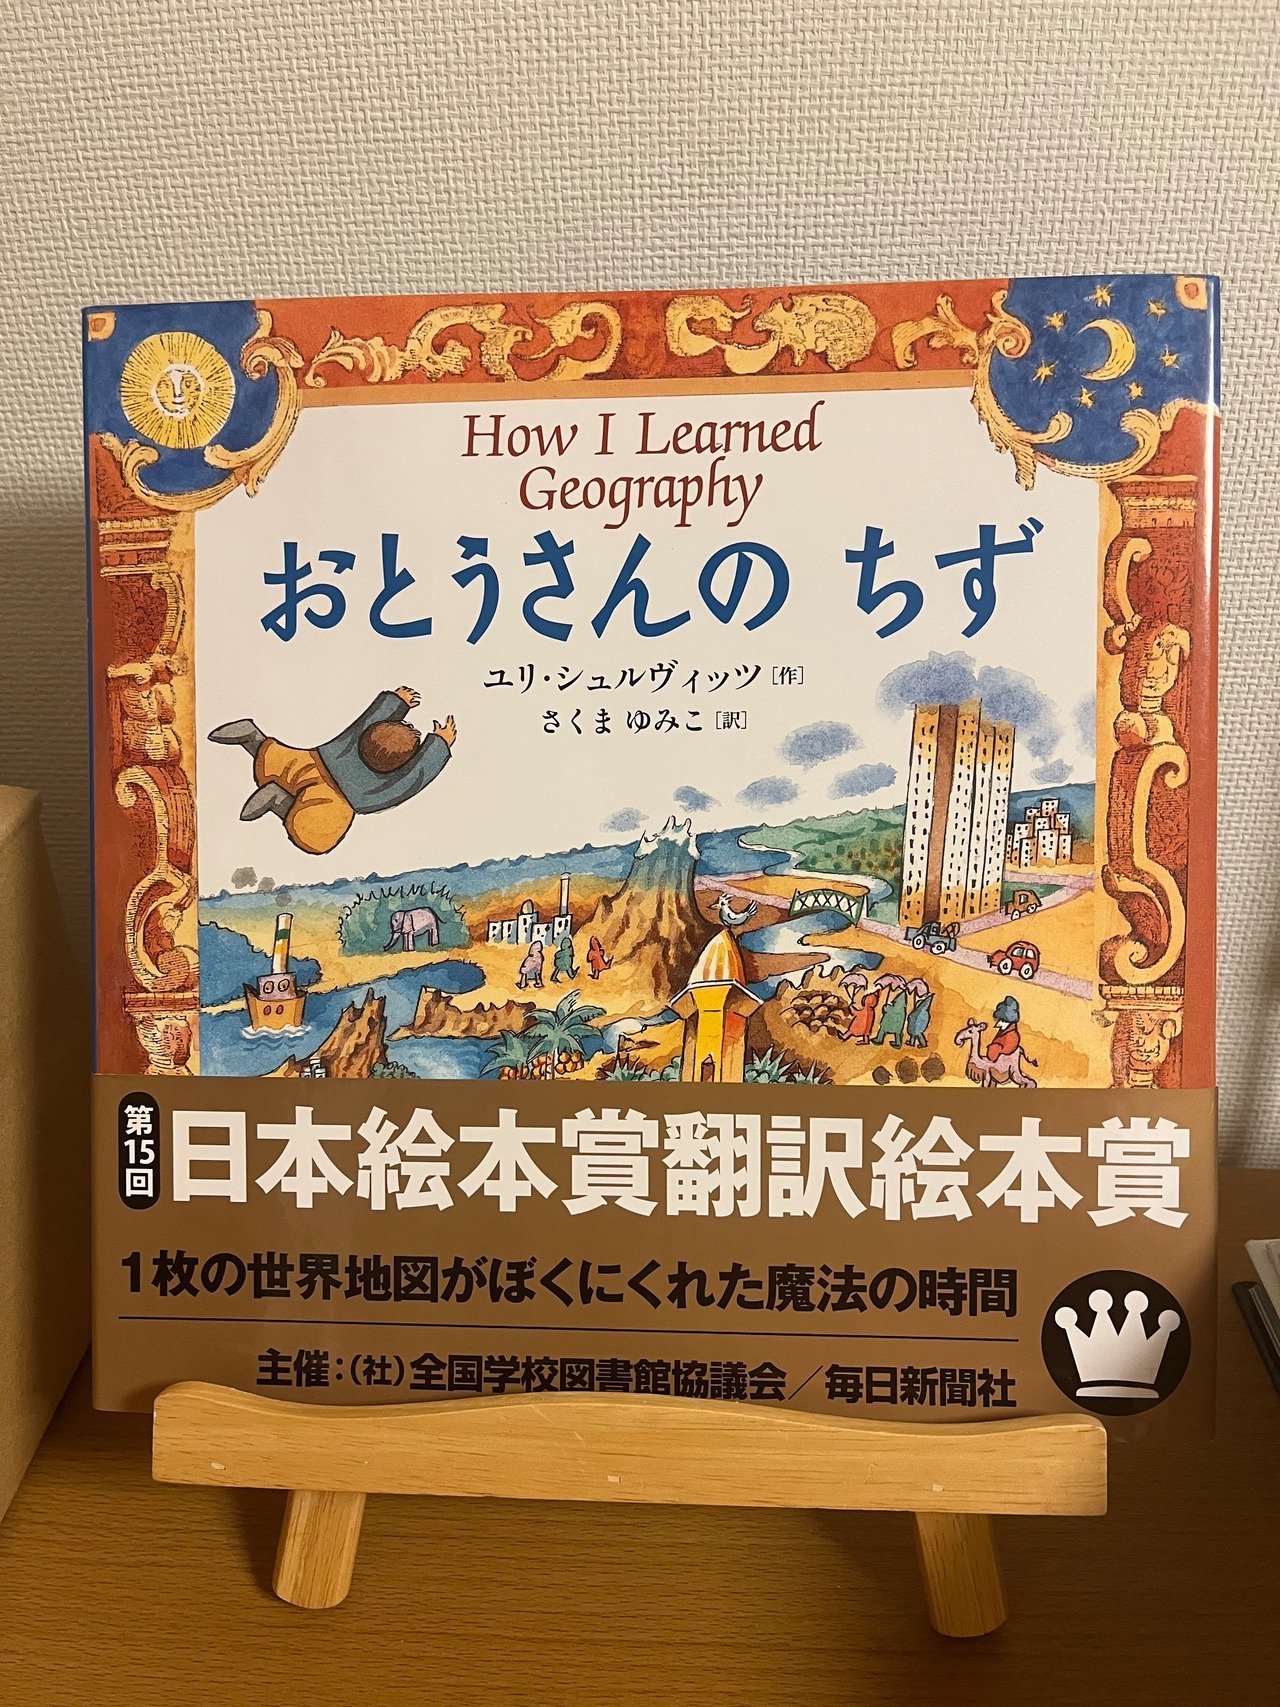 How I Learned
Geography
おとうさんの ちず
ユリ・シュルヴィッツ［作］
さくま ゆみこ［訳］
第15回
日本絵本賞翻訳絵本賞
1枚の世界地図がぼくにくれた魔法の時間
主催：（社）全国学校図書館協議会／毎日新聞社